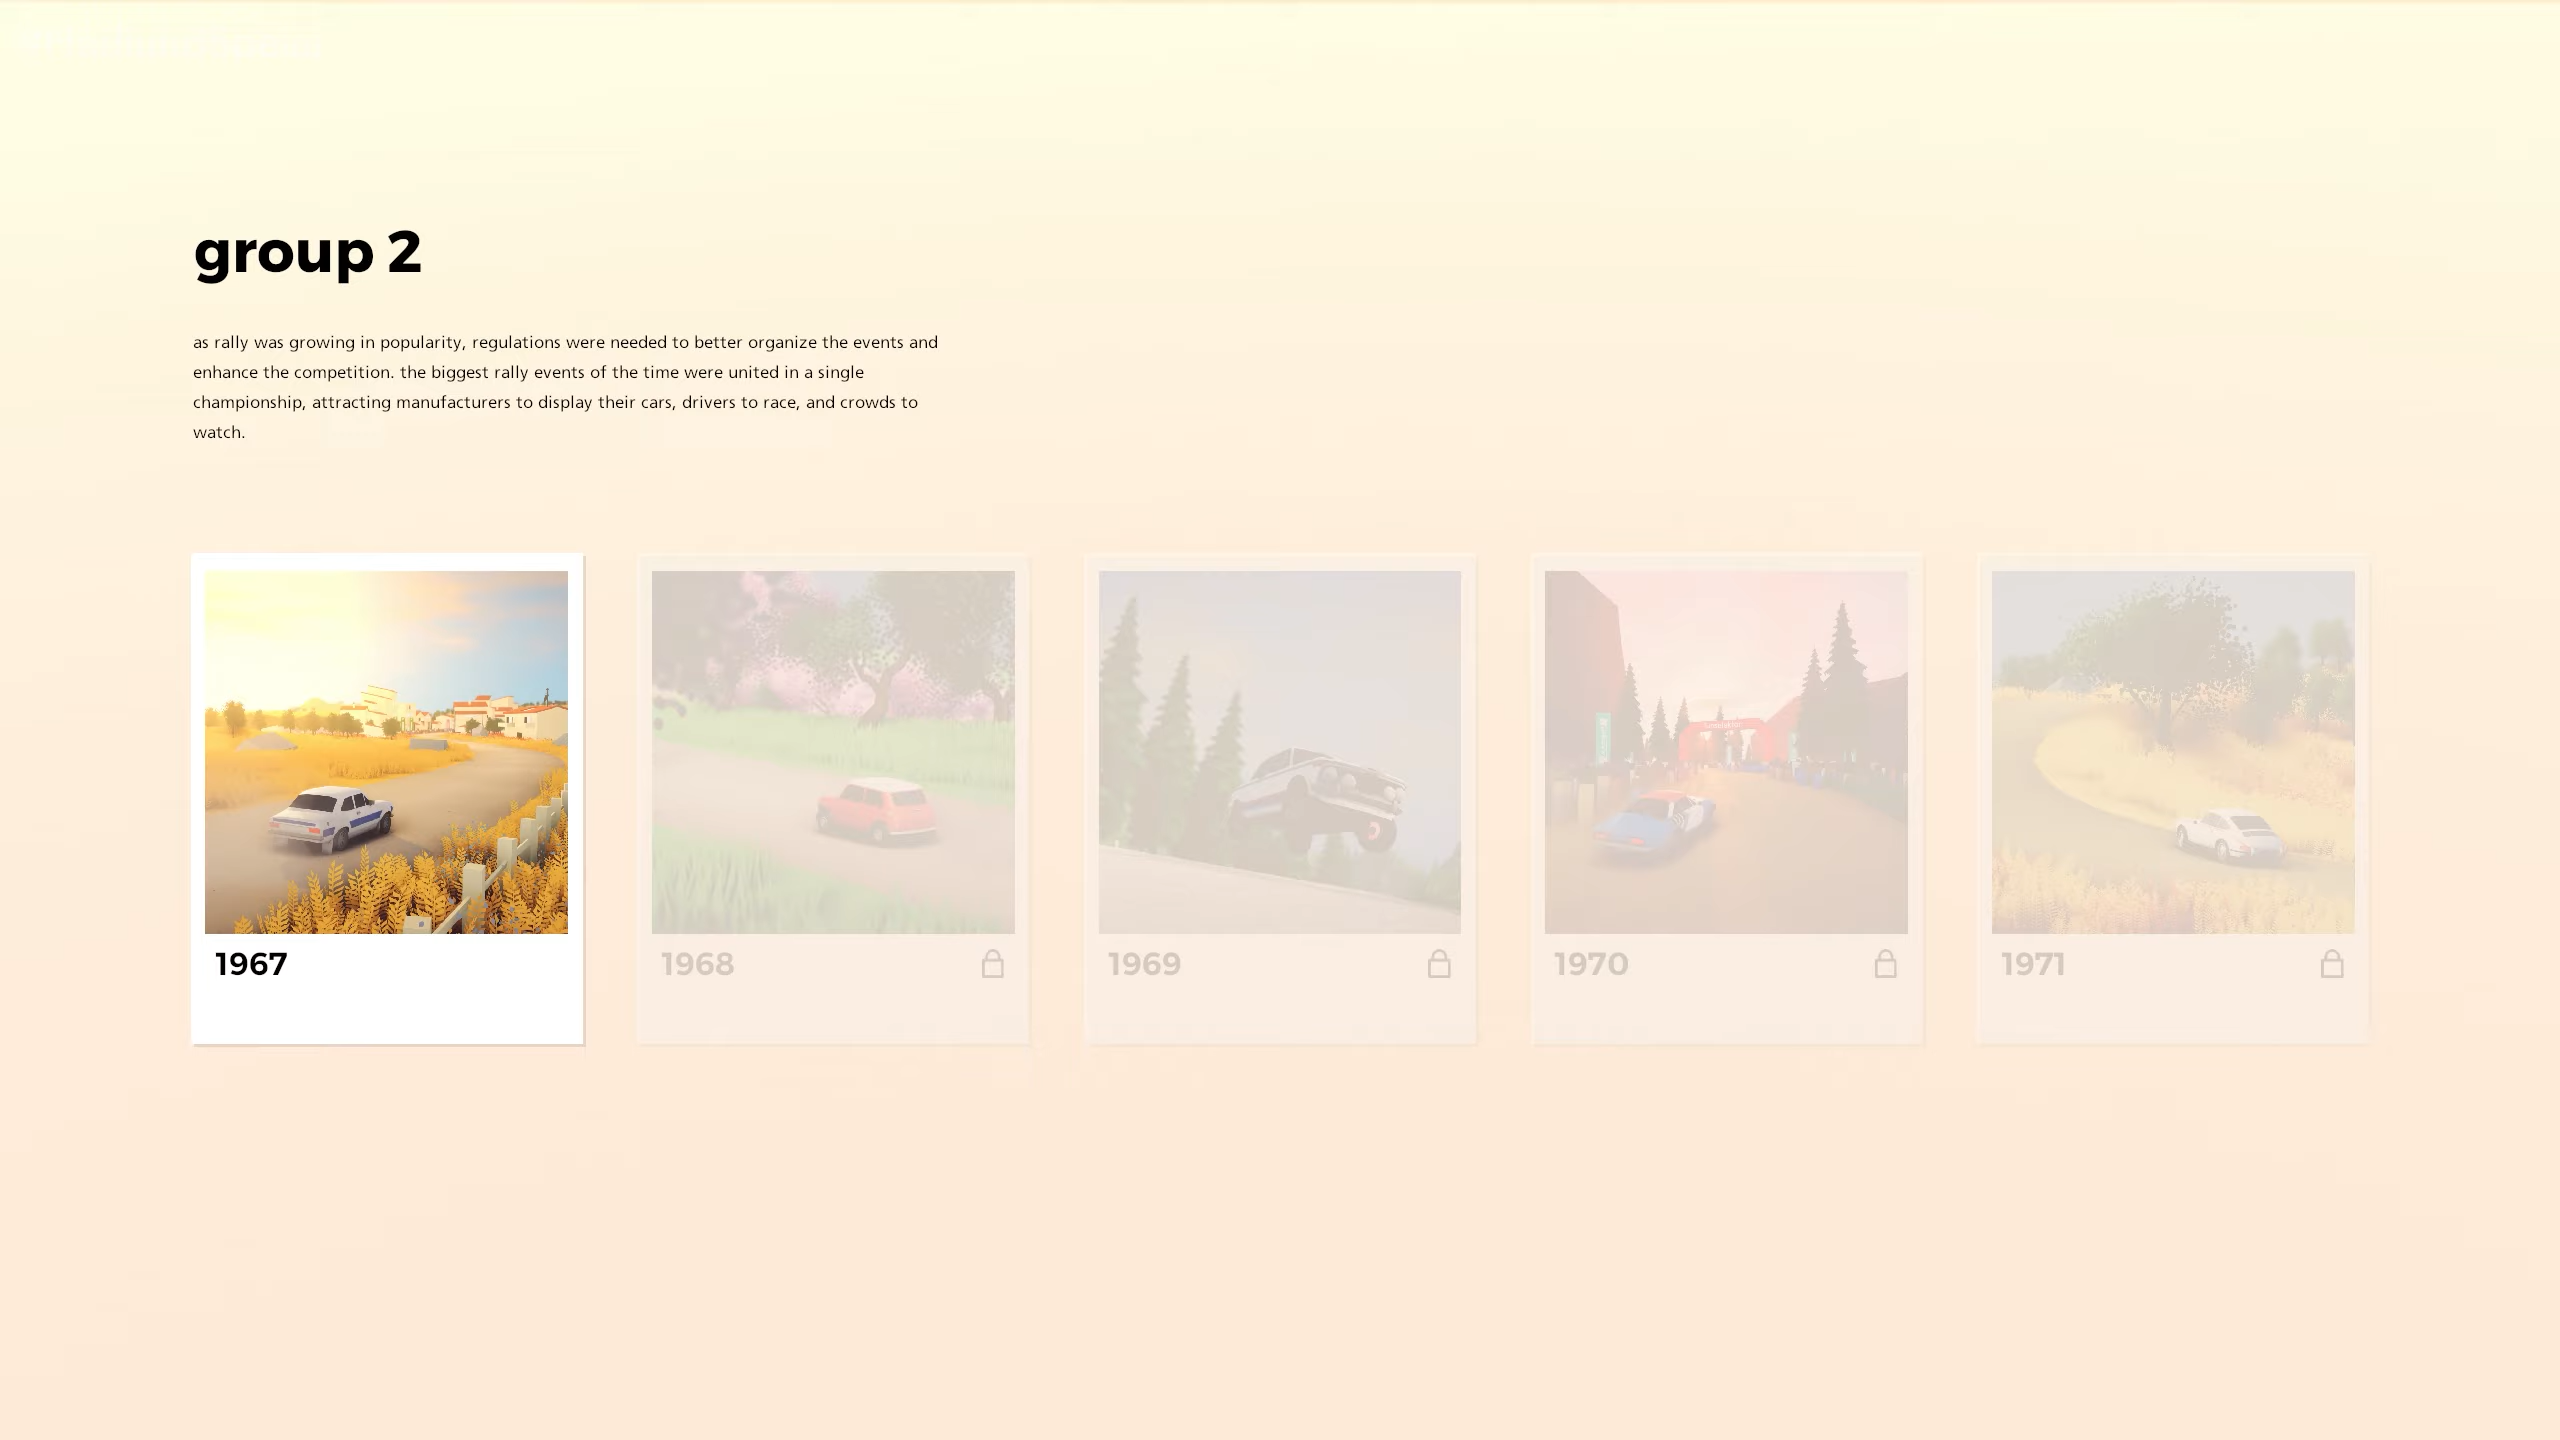 group 2
as rally was growing in popularity, regulations were needed to better organize the events and
enhance the competition. the biggest rally events of the time were united in a single
championship, attracting manufacturers to display their cars, drivers to race, and crowds to
watch.
1967
1968
1969
1970
1971